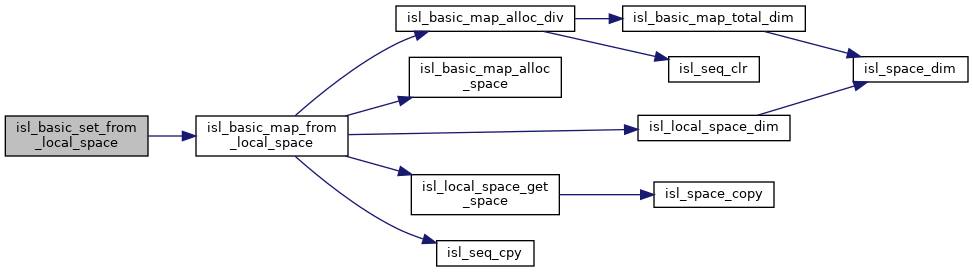 isl_basic_set_from
_local_space
isl_basic_map_from
_local_space
isl_basic_map_alloc_div
isl_basic_map_total_dim
isl_seq_clr
isl_space_dim
isl_basic_map_alloc
_space
isl_local_space_dim
isl_local_space_get
_space
isl_space_copy
isl_seq_cpy